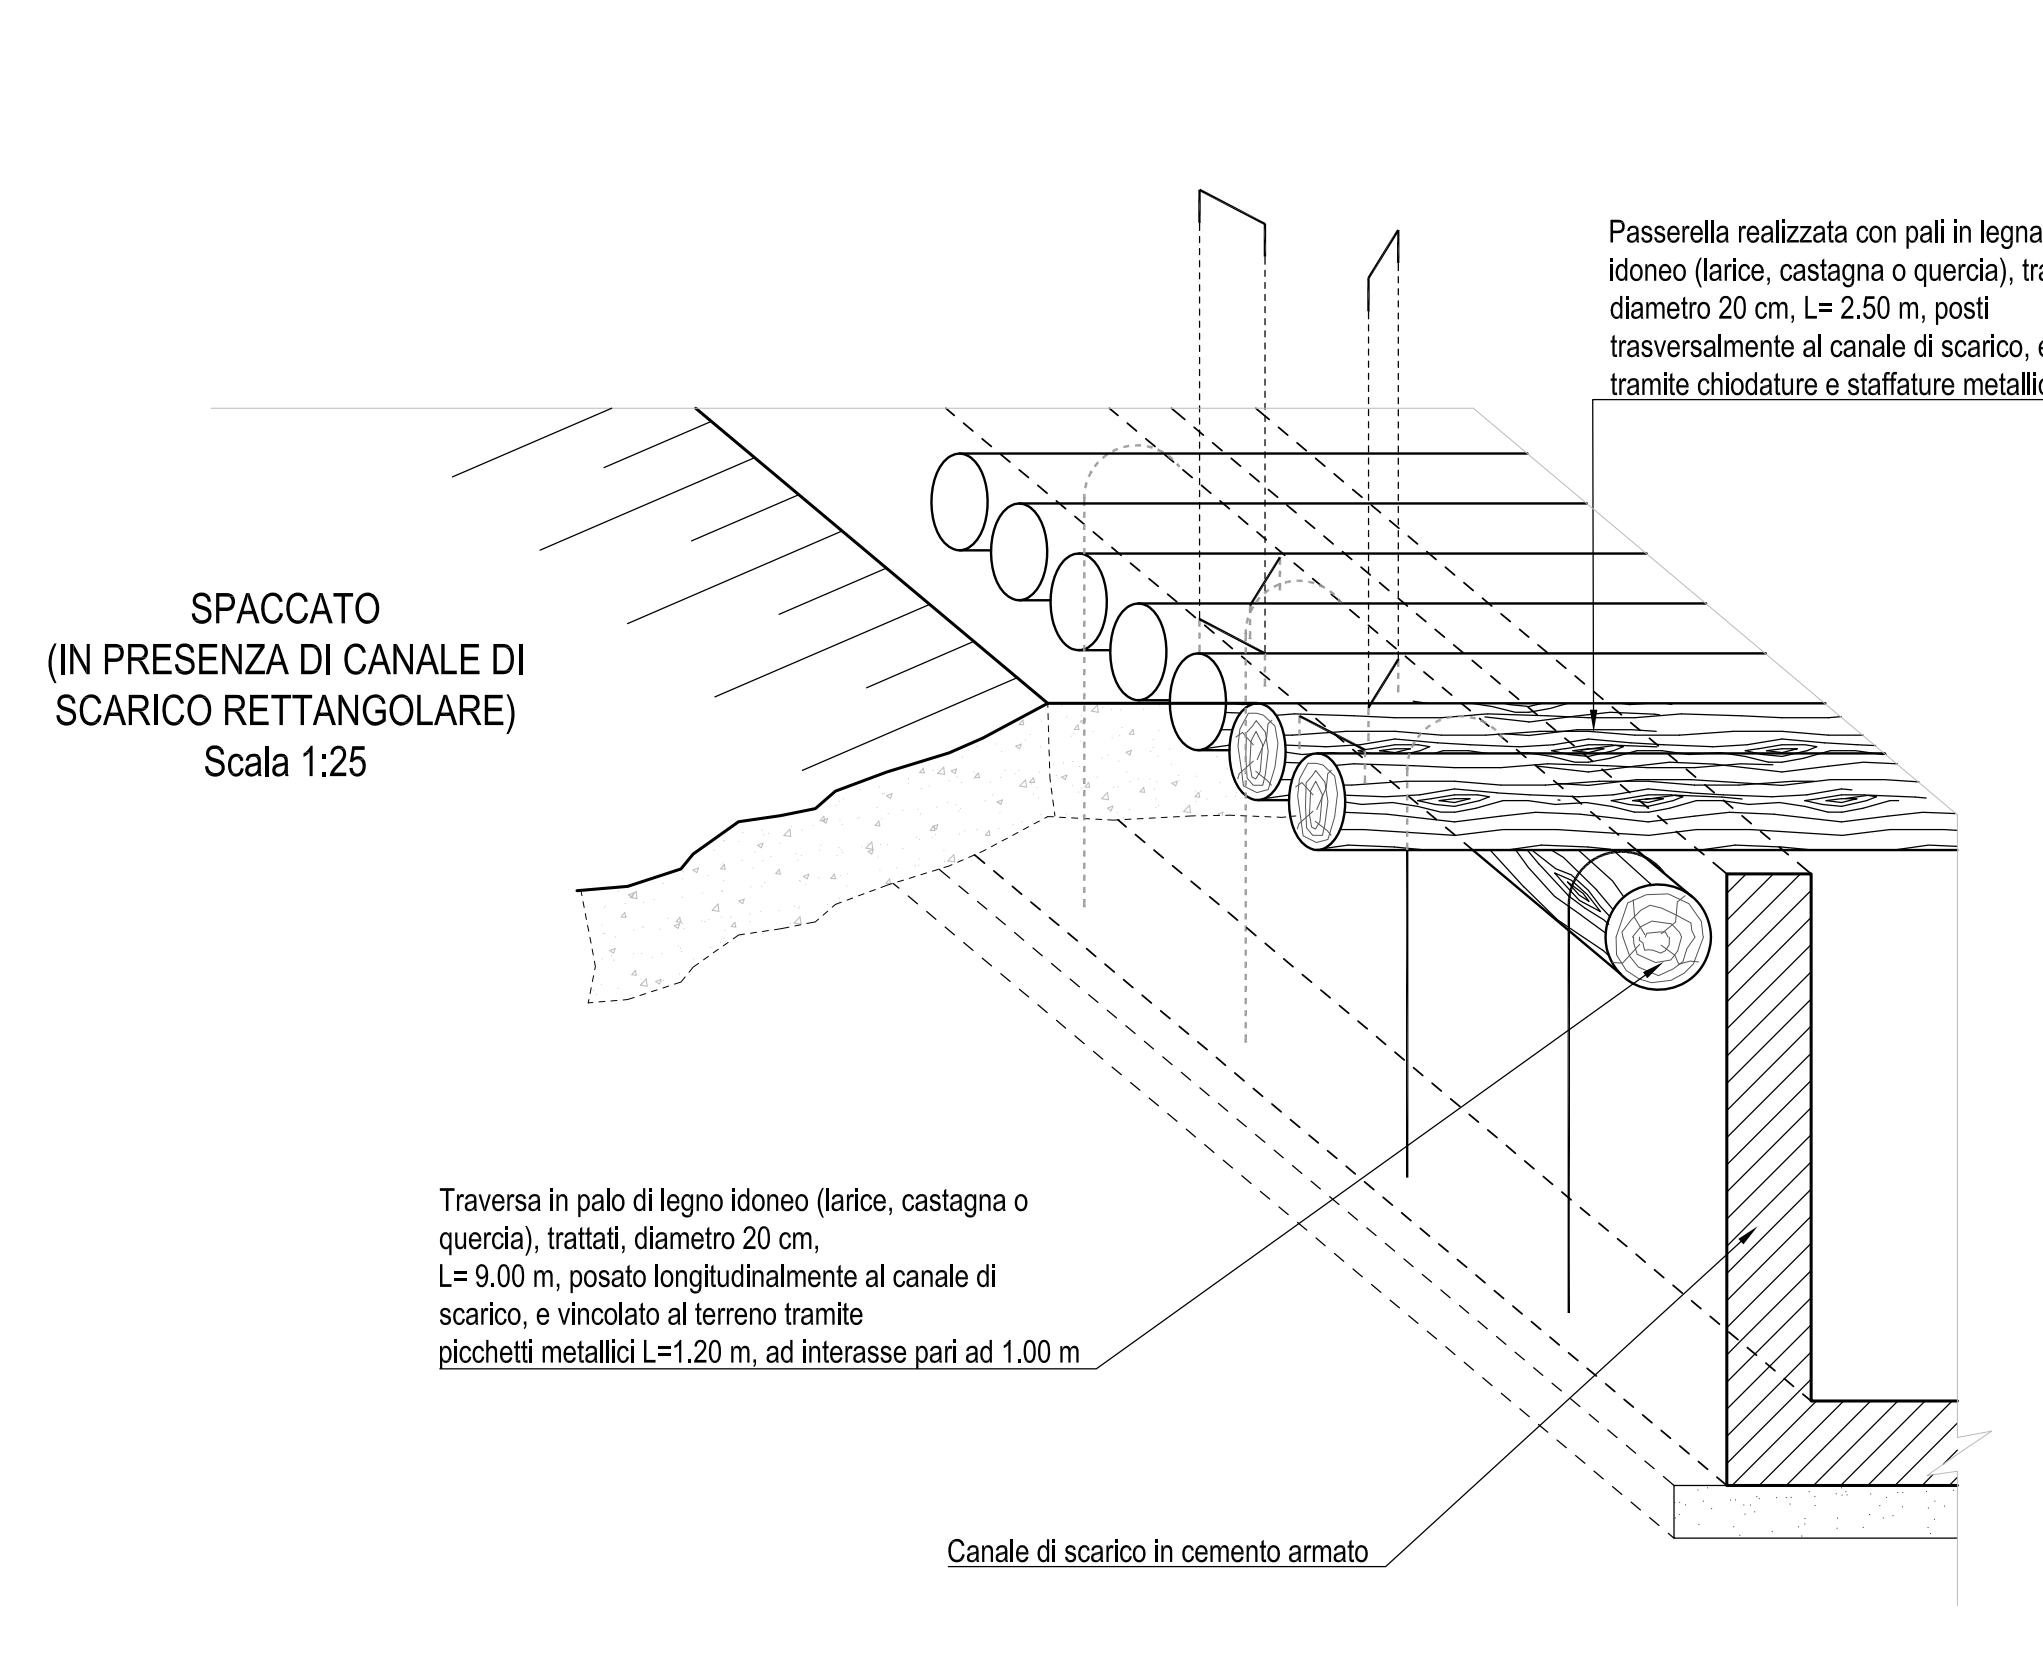 Passerella realizzata con pali in legna
idoneo (larice, castagna o quercia),
diametro 20 cm, L= 2.50 m, posti
trasversalmente al canale di scarico,
tramite chiodature e staffature
SPACCATO
(IN PRESENZA DI CANALE DI
SCARICO RETTANGOLARE)
Scala 1:25
Traversa in palo di legno idoneo (larice, castagna o
quercia), trattati, diametro 20 cm,
L= 9.00 m, posato longitudinalmente al canale di
scarico, e vincolato al terreno tramite
picchetti metallici L=1.20 m, ad interasse pari ad 1.00 m
Canale di scarico in cemento armato